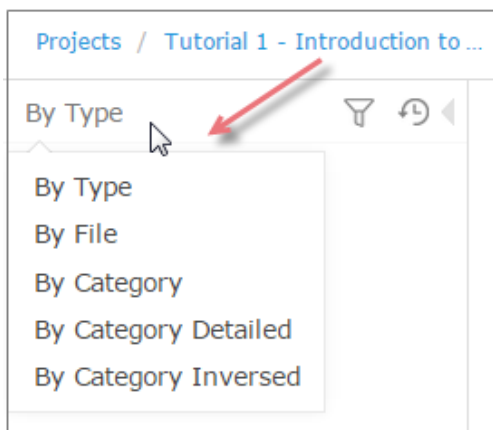 Projects / Tutorial 1 - Introduction to ...
By Type
By Type
By File
By Category
By Category Detailed
By Category Inversed